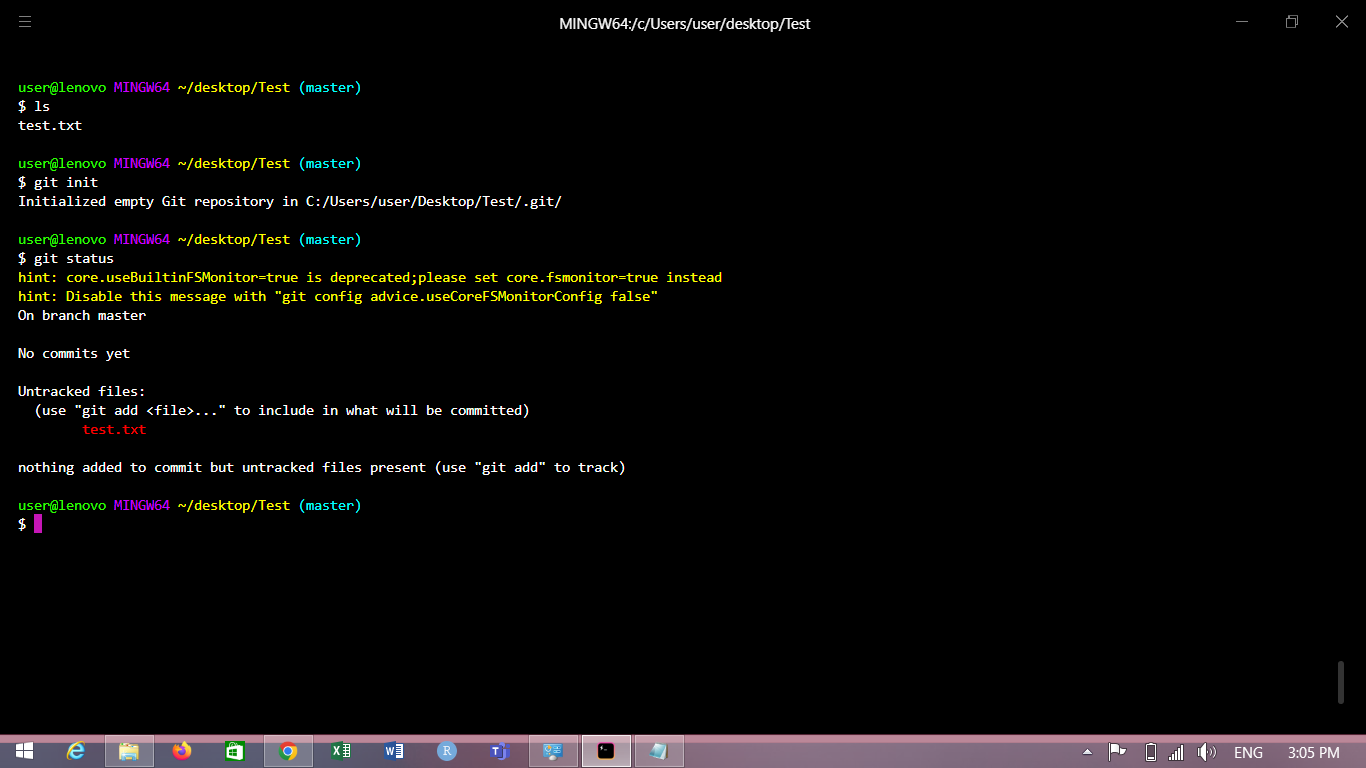 MINGW64:/c/Users/user/desktop/Test
user@lenovo MINGW64 ~/desktop/Test (master)
$ ls
test.txt
user@lenovo MINGW64 ~/desktop/Test (master)
$ git init
Initialized empty Git repository in C:/Users/user/Desktop/Test/.git/
user@lenovo MINGW64 ~/desktop/Test (master)
$ git status
hint: core.useBuiltinFSMonitor=true is deprecated;please set core.fsmonitor=true instead
hint: Disable this message with "git config advice.useCoreFSMonitorConfig false"
On branch master
No commits yet
Untracked files:
(use "git add <file>..." to include in what will be committed)
test.txt
nothing added to commit but untracked files present (use "git add" to track)
user@lenovo MINGW64 ~/desktop/Test (master)
$
ENG 3:05 PM